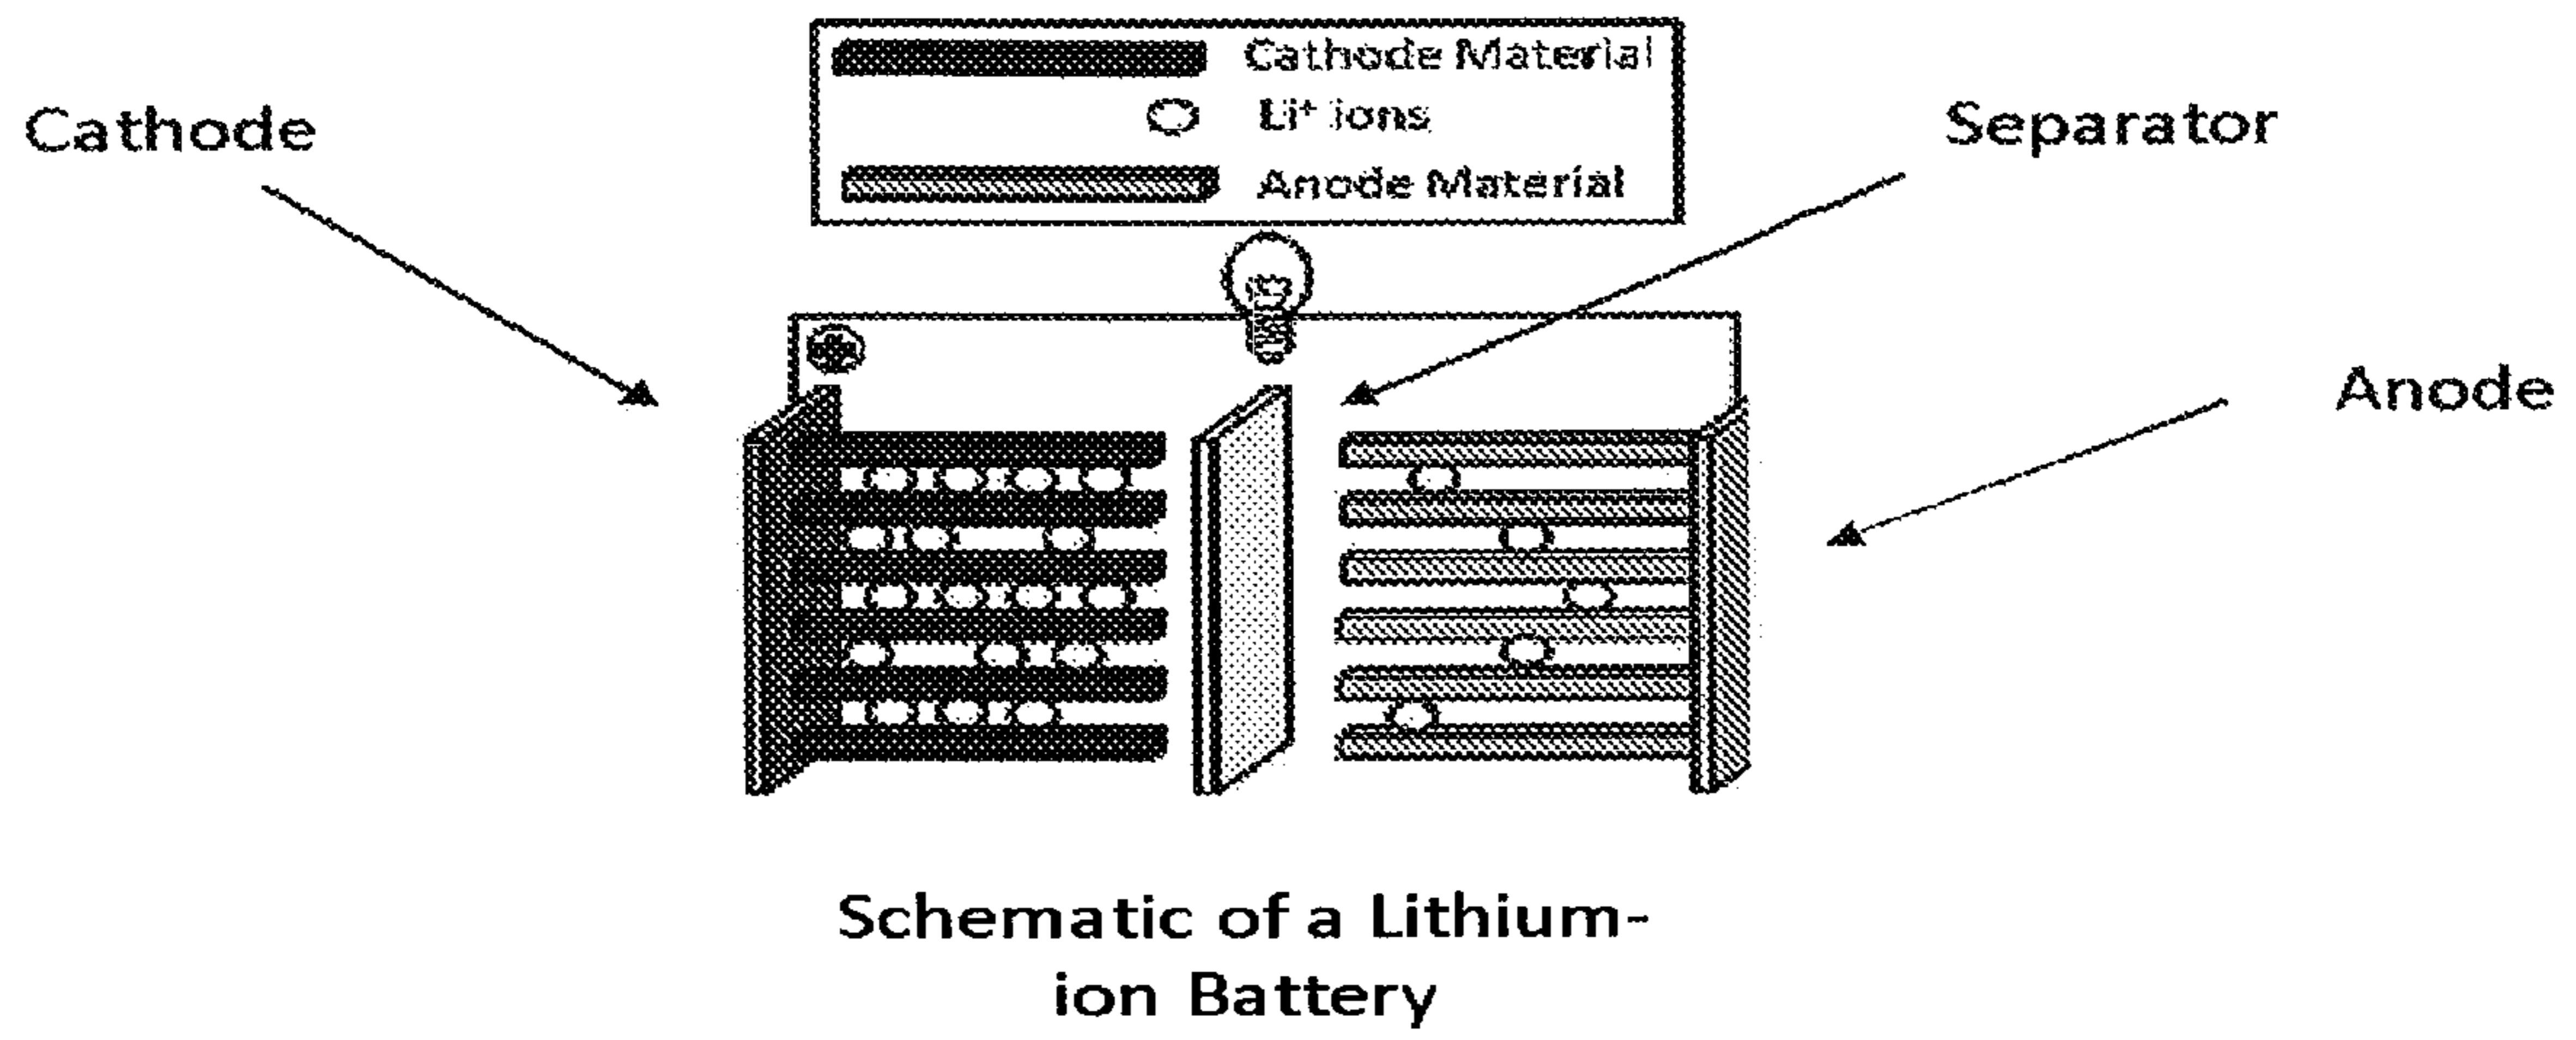 Cathode Material
Li⁺ ions
Anode Material
Cathode
Separator
Anode
Schematic of a Lithium-
ion Battery